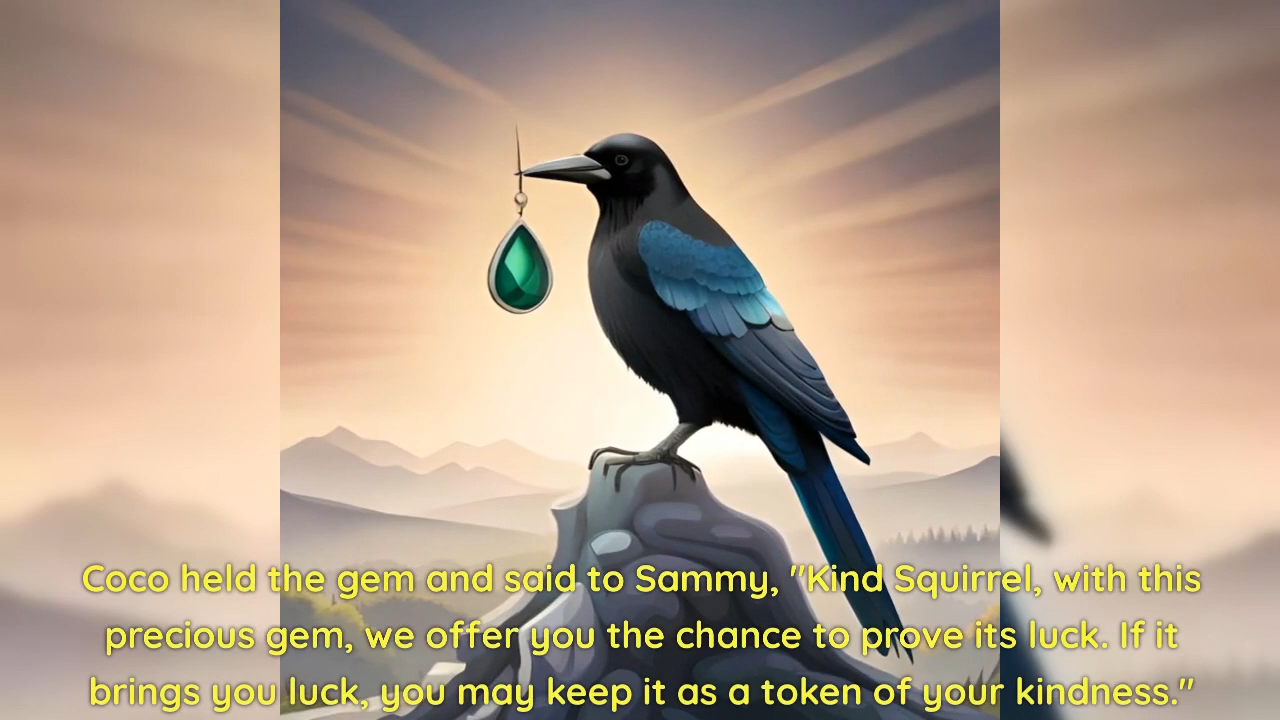 Coco held the gem and said to Sammy, "Kind Squirrel, with this
precious gem, we offer you the chance to prove its luck. If it
brings you luck, you may keep it as a token of your kindness."